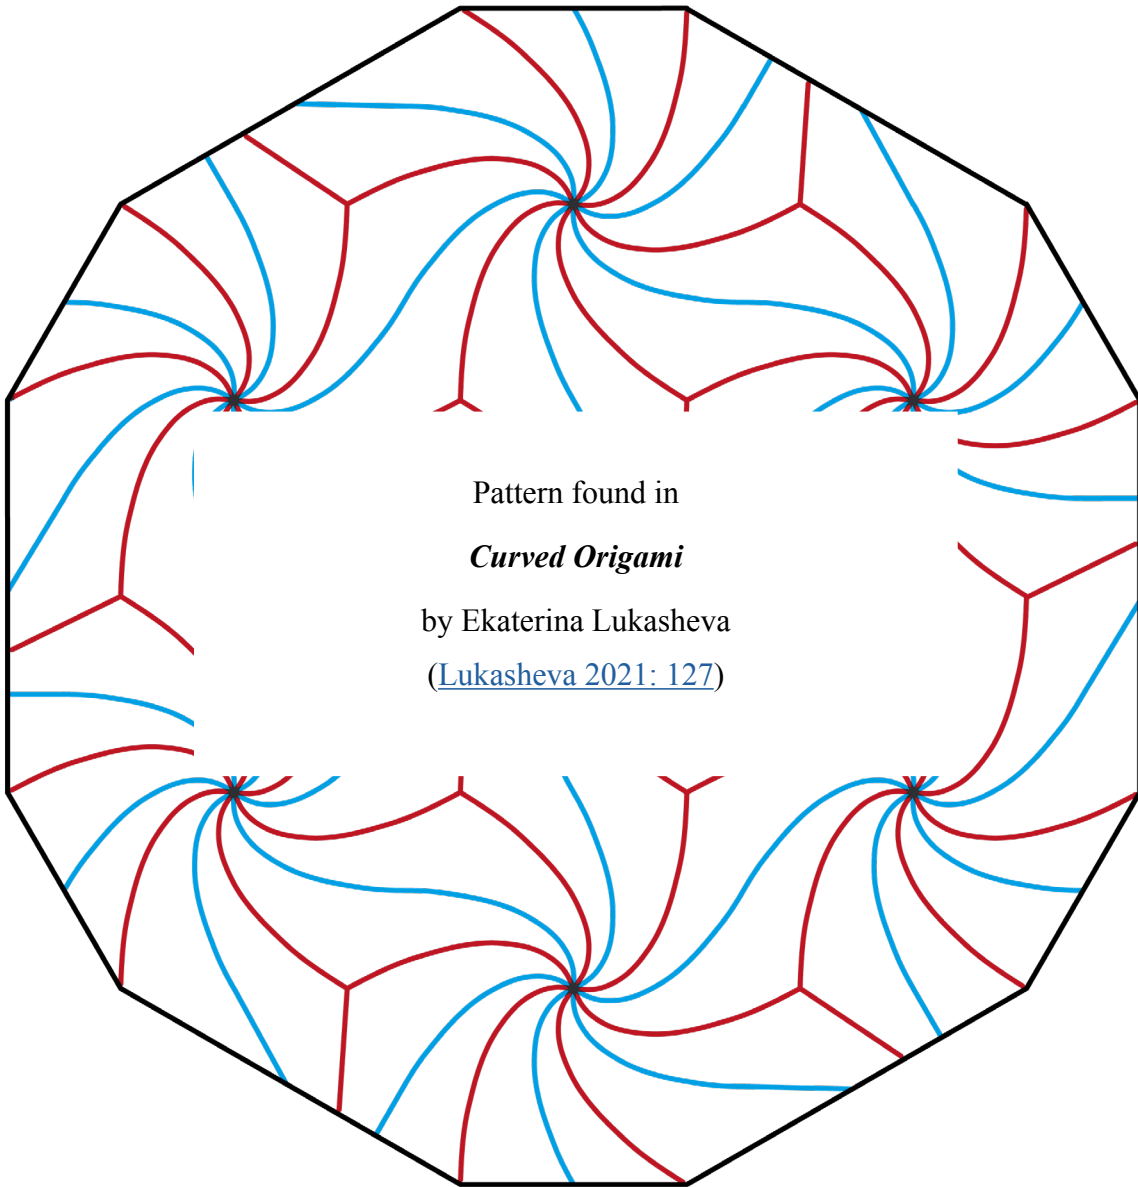 Pattern found in
Curved Origami
by Ekaterina Lukasheva
(Lukasheva 2021: 127)